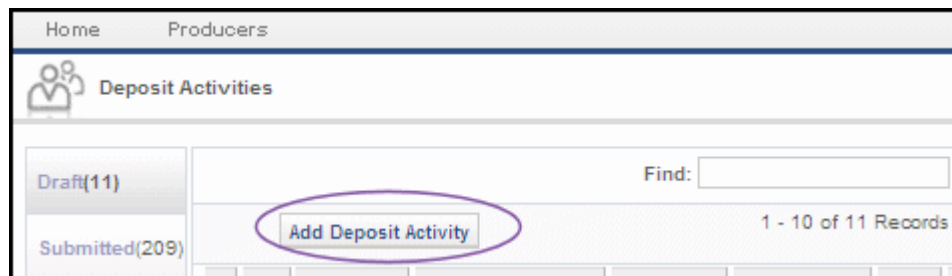 Home Producers
Deposit Activities
Draft(11)
Find:
Add Deposit Activity
1 - 10 of 11 Records
Submitted(209)